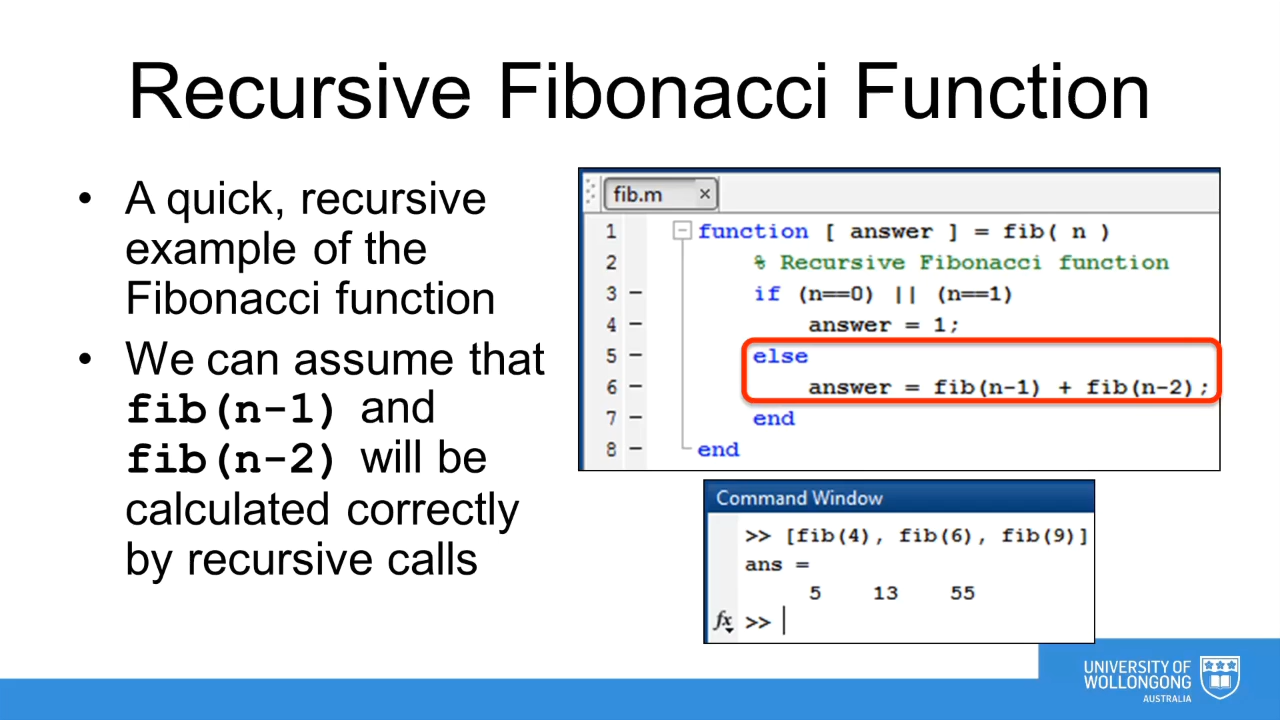 Recursive Fibonacci Function
• A quick, recursive
example of the
Fibonacci function
• We can assume that
fib(n-1) and
fib(n-2) will be
calculated correctly
by recursive calls
fib.m ×
1 function [ answer ] = fib( n )
2 % Recursive Fibonacci function
3 – if (n==0) || (n==1)
4 – answer = 1;
5 – else
6 – answer = fib(n-1) + fib(n-2);
7 – end
8 – end
Command Window
>> [fib(4), fib(6), fib(9)]
ans =
5 13 55
fx >>
UNIVERSITY OF
WOLLONGONG
AUSTRALIA